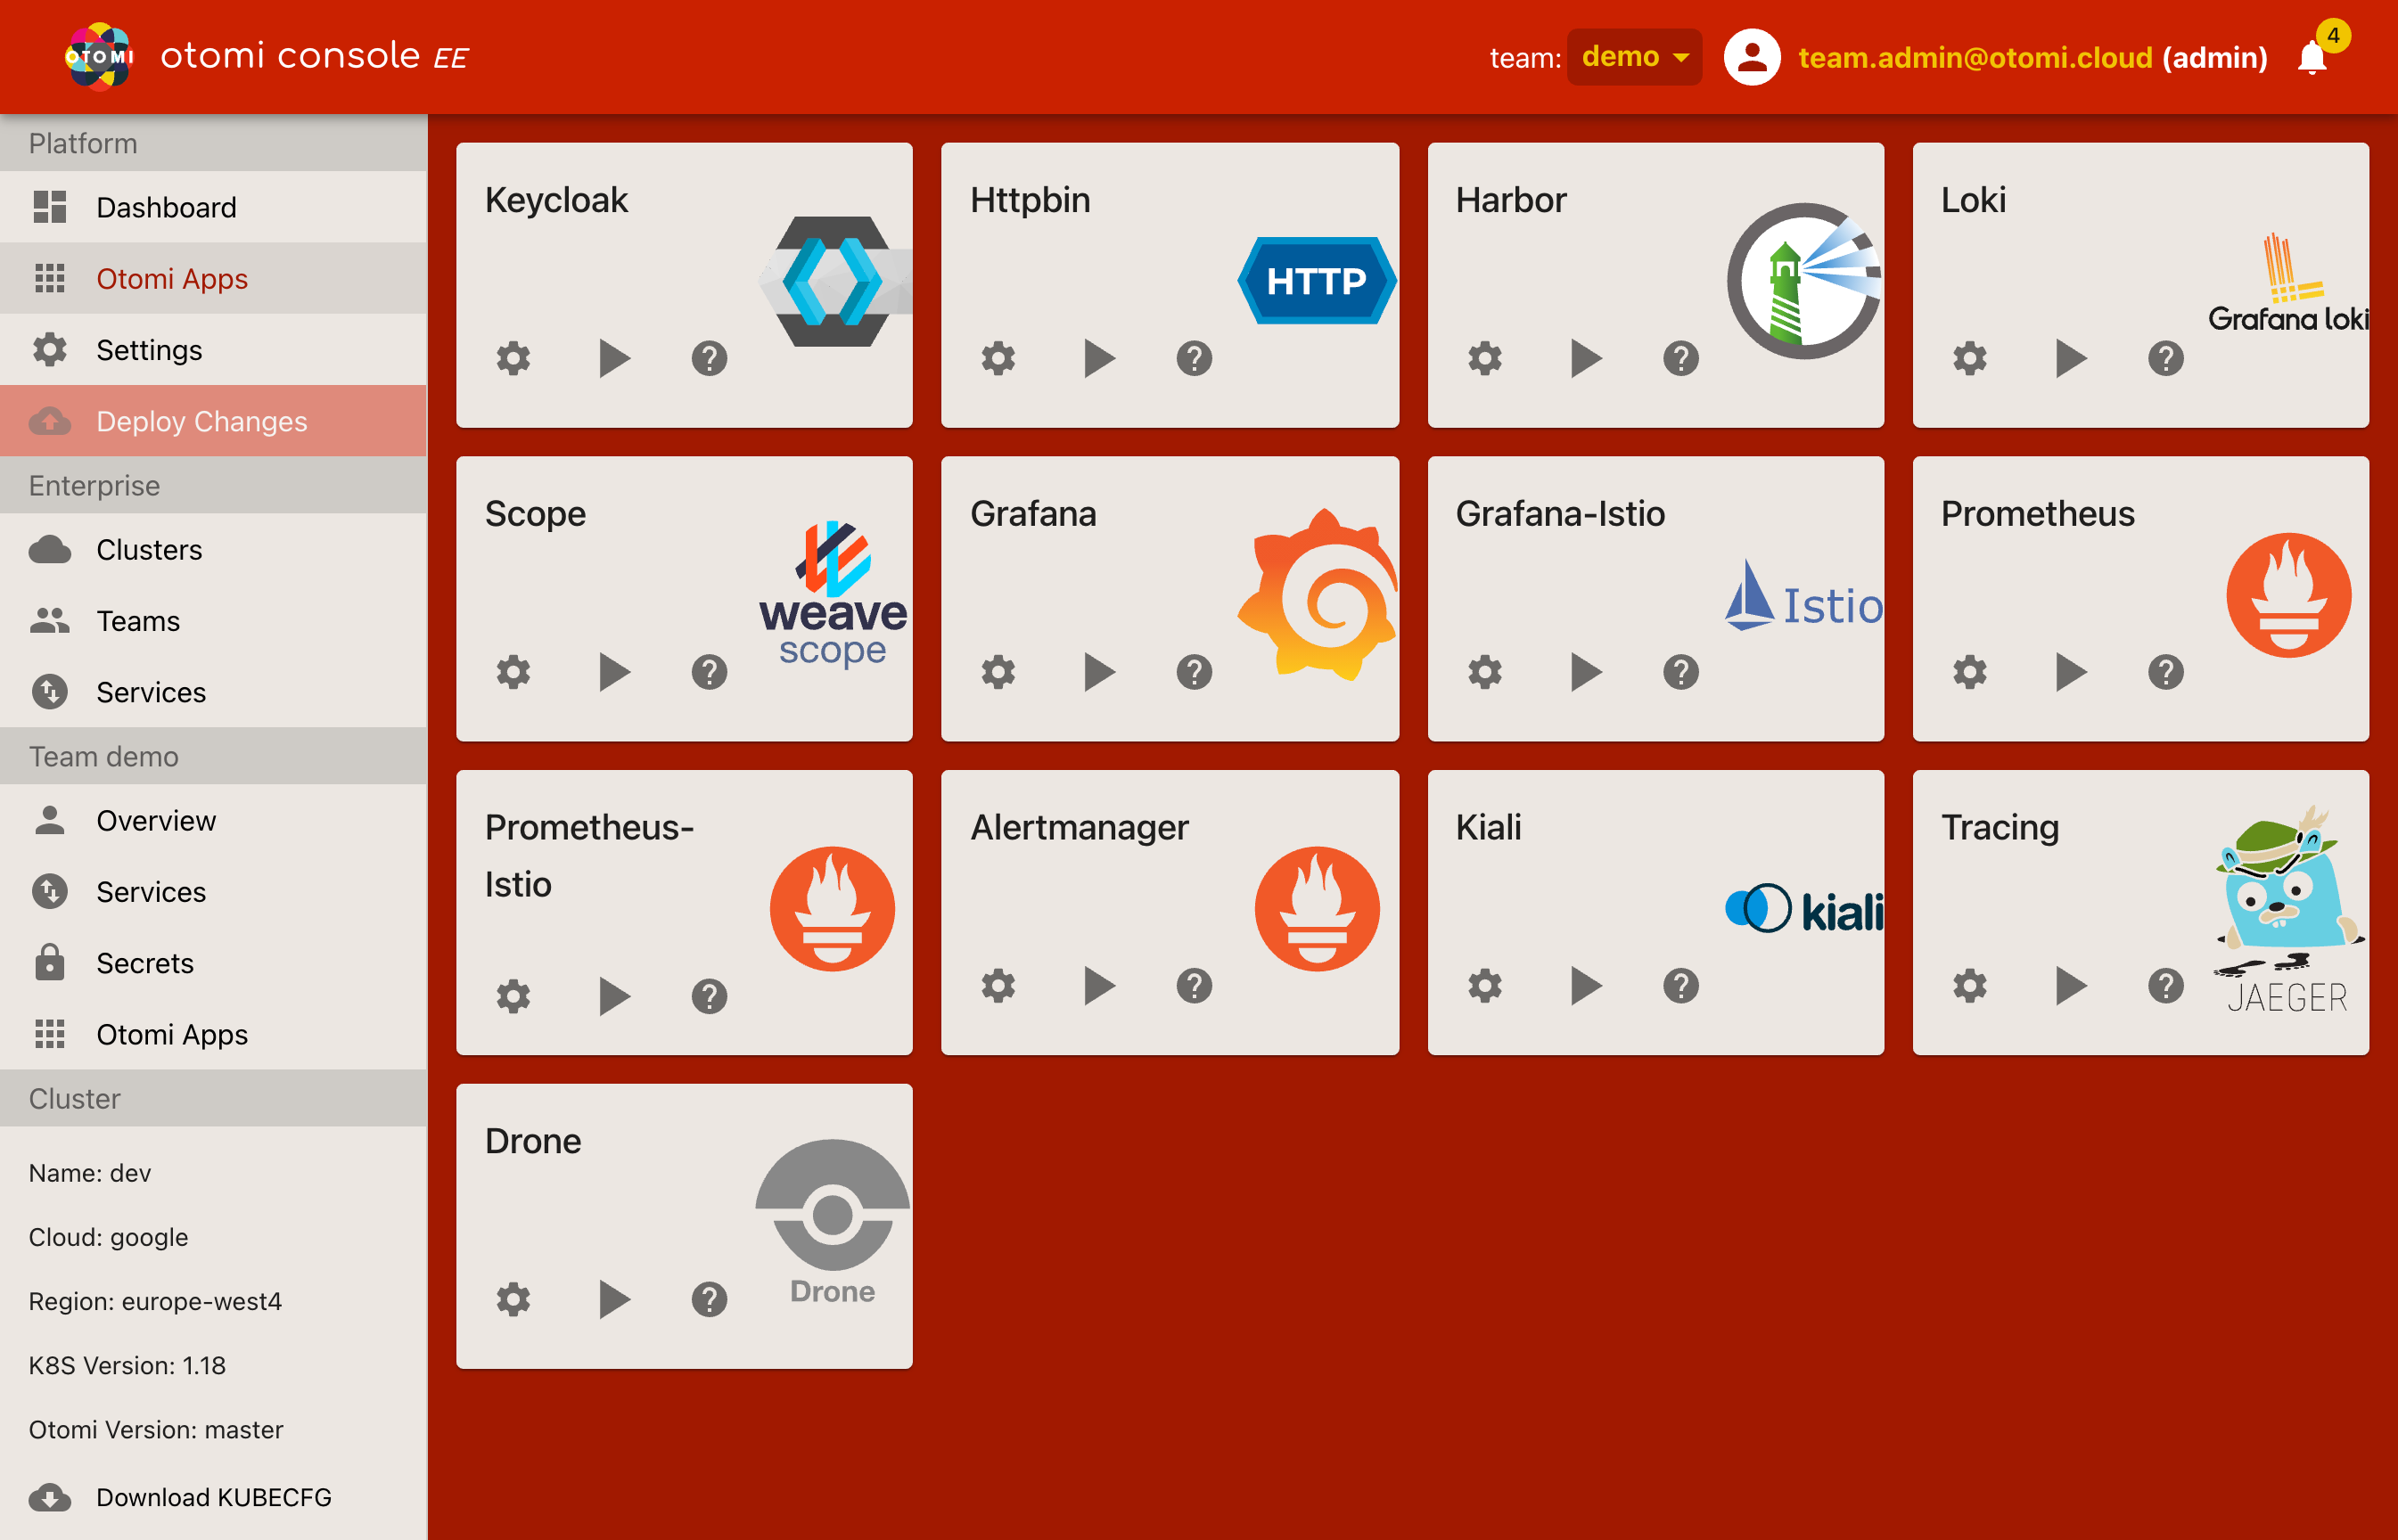 OTOMI
otomi console EE
team: demo
team.admin@otomi.cloud (admin)
4
Platform
Dashboard
Otomi Apps
Settings
Deploy Changes
Enterprise
Clusters
Teams
Services
Team demo
Overview
Services
Secrets
Otomi Apps
Cluster
Name: dev
Cloud: google
Region: europe-west4
K8S Version: 1.18
Otomi Version: master
Download KUBECFG
Keycloak
Httpbin
HTTP
Harbor
Loki
Grafana loki
Scope
weave
scope
Grafana
Grafana-Istio
Istio
Prometheus
Prometheus-
Istio
Alertmanager
Kiali
kiali
Tracing
JAEGER
Drone
Drone